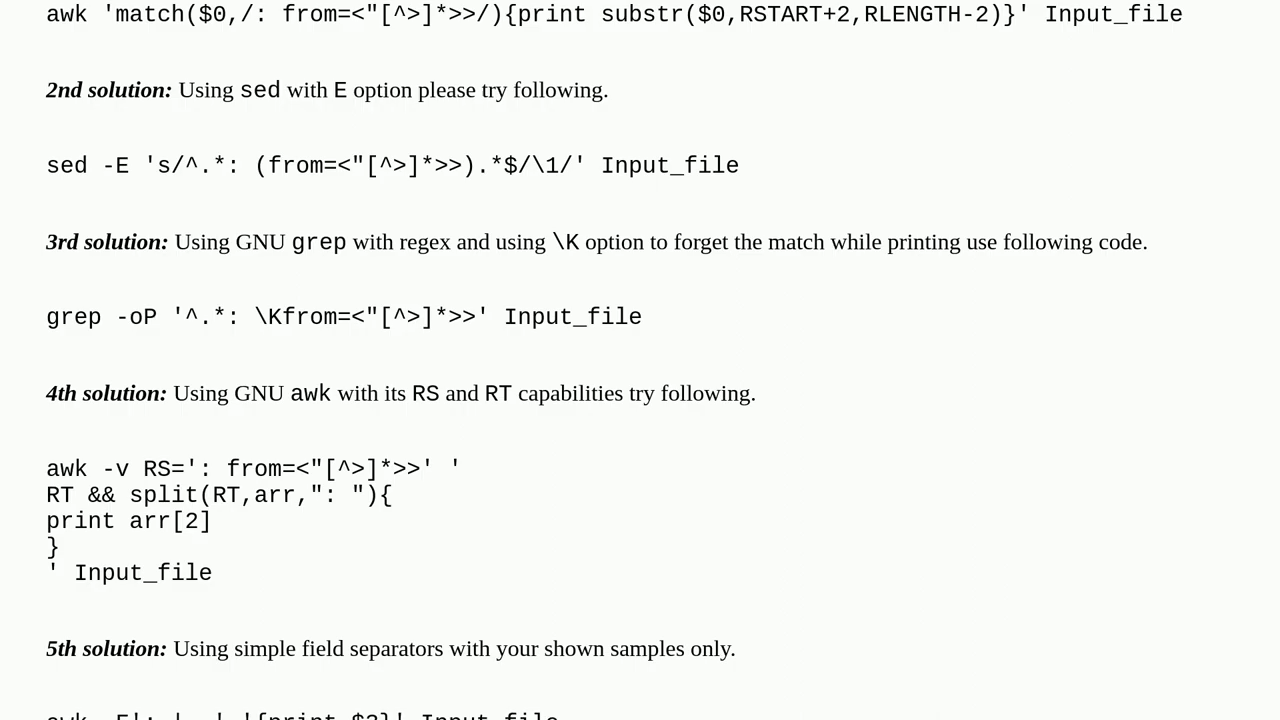 awk 'match($0,/: from=<"[^>]*>>/){print substr($0,RSTART+2,RLENGTH-2)}' Input_file
2nd solution: Using sed with E option please try following.
sed -E 's/^.*: (from=<"[^>]*>>).*$/\1/' Input_file
3rd solution: Using GNU grep with regex and using \K option to forget the match while printing use following code.
grep -oP '^.*: \Kfrom=<"[^>]*>>' Input_file
4th solution: Using GNU awk with its RS and RT capabilities try following.
awk -v RS=': from=<"[^>]*>>' '
RT && split(RT,arr,": "){
print arr[2]
}
' Input_file
5th solution: Using simple field separators with your shown samples only.